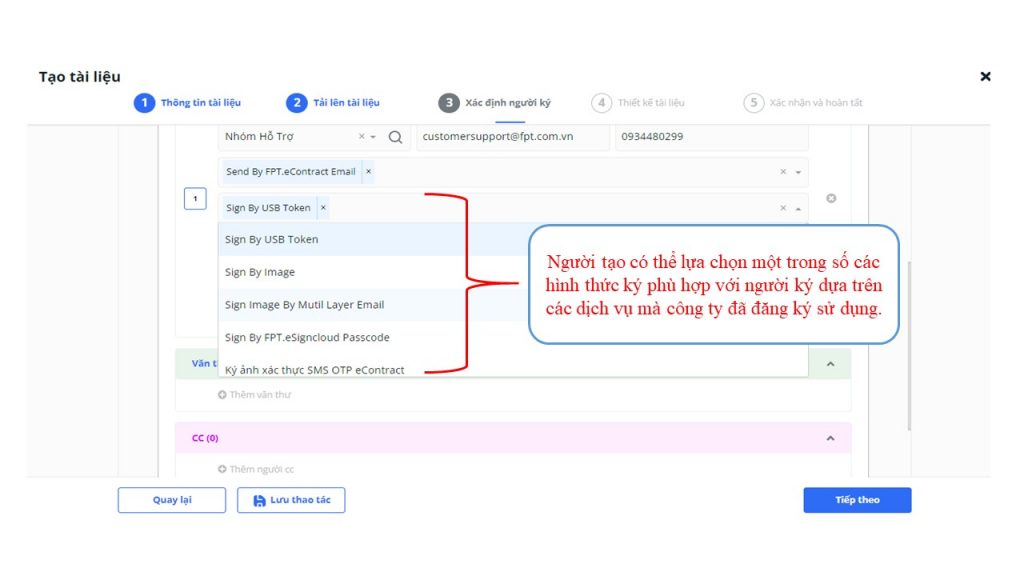 Tạo tài liệu
1 Thông tin tài liệu 2 Tải lên tài liệu 3 Xác định người ký 4 Thiết kế tài liệu 5 Xác nhận và hoàn tất
Nhóm Hỗ Trợ customersupport@fpt.com.vn 0934480299
Send By FPT.eContract Email
1
Sign By USB Token
Sign By USB Token
Sign By Image
Sign Image By Mutil Layer Email
Sign By FPT.eSigncloud Passcode
Ký ảnh xác thực SMS OTP eContract
Người tạo có thể lựa chọn một trong số các
hình thức ký phù hợp với người ký dựa trên
các dịch vụ mà công ty đã đăng ký sử dụng.
Văn
Thêm văn thư
CC (0)
Thêm người cc
Quay lại Lưu thao tác Tiếp theo